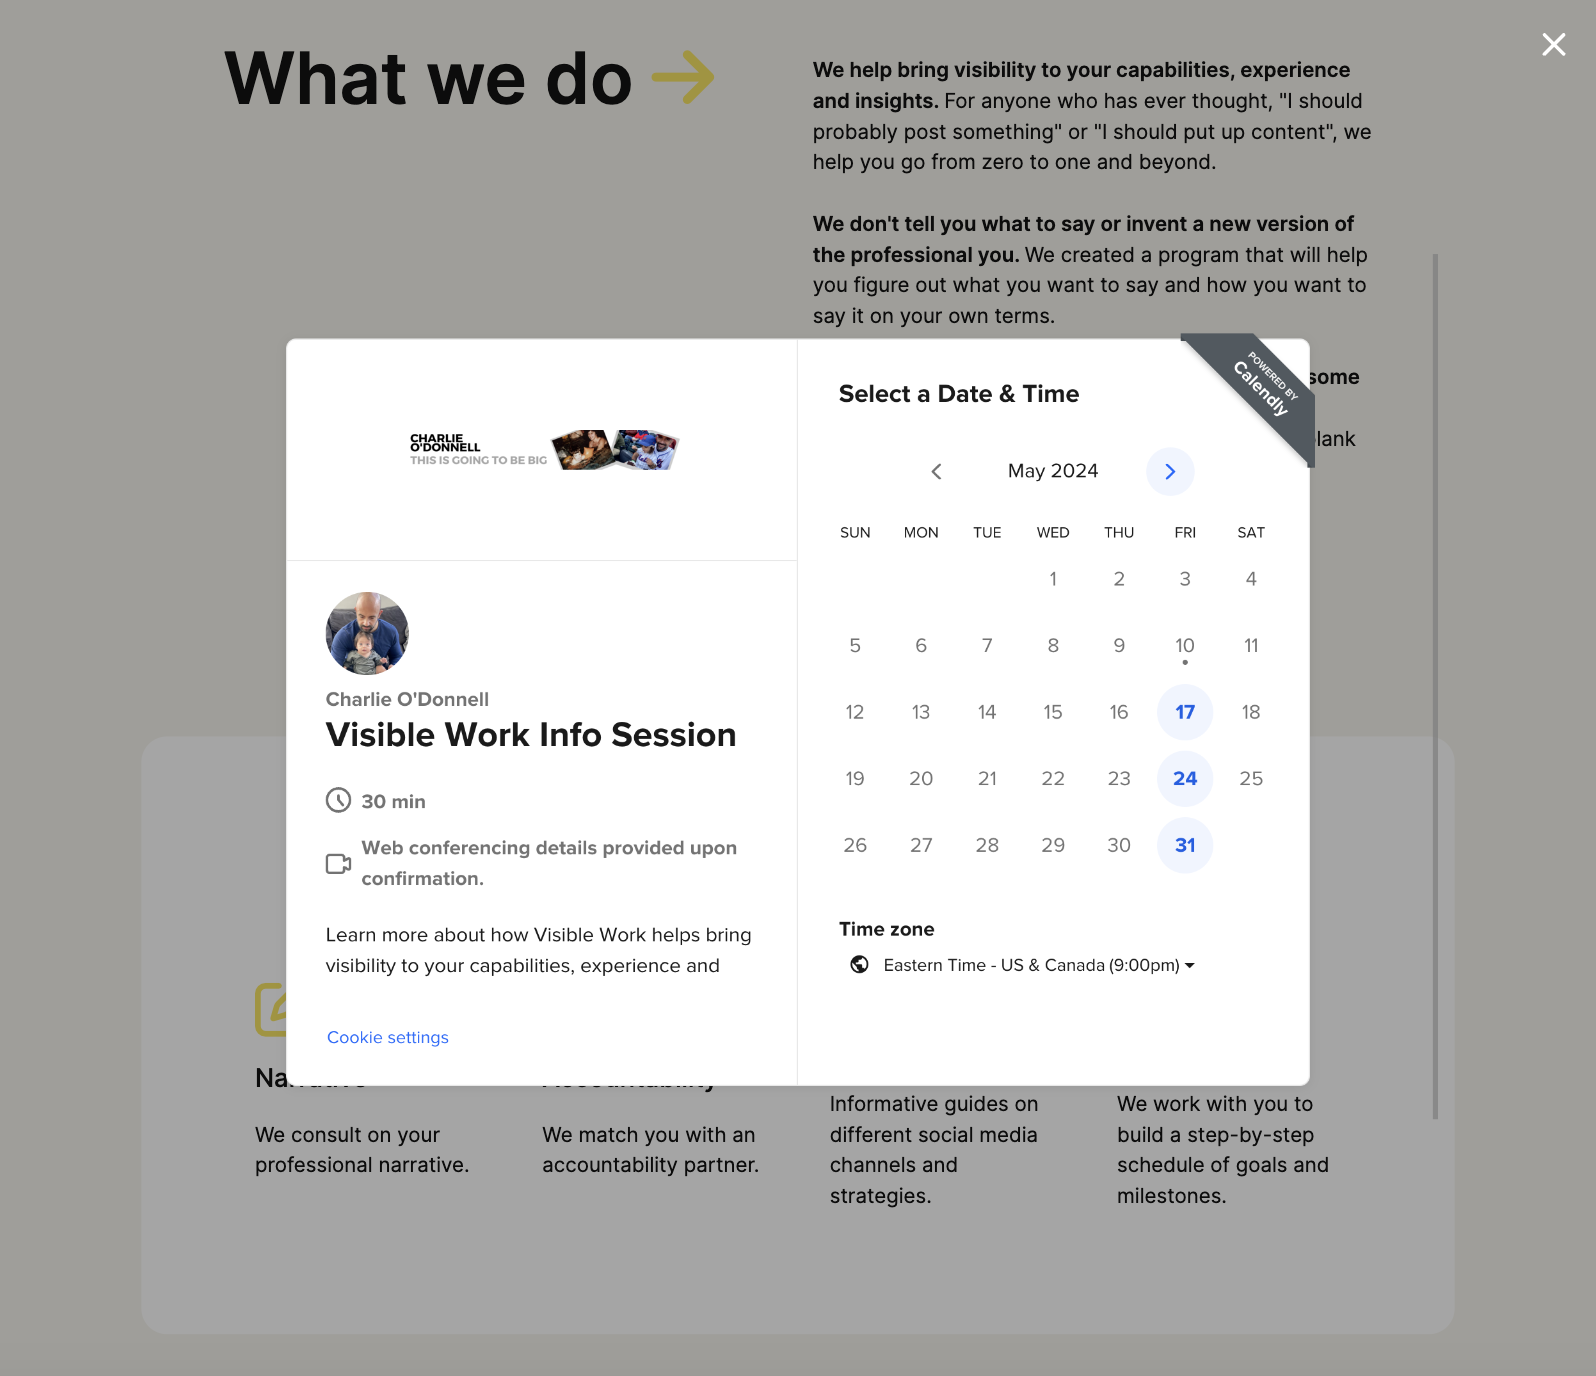 What we do
We help bring visibility to your capabilities, experience
and insights. For anyone who has ever thought, "I should
probably post something" or "I should put up content", we
help you go from zero to one and beyond.
We don't tell you what to say or invent a new version of
the professional you. We created a program that will help
you figure out what you want to say and how you want to
say it on your own terms.
some
lank
POWERED BY
Calendly
CHARLIE
O'DONNELL
THIS IS GOING TO BE BIG
Charlie O'Donnell
Visible Work Info Session
30 min
Web conferencing details provided upon
confirmation.
Learn more about how Visible Work helps bring
visibility to your capabilities, experience and
Cookie settings
Select a Date & Time
May 2024
SUN MON TUE WED THU FRI SAT
1 2 3 4
5 6 7 8 9 10 11
12 13 14 15 16 17 18
19 20 21 22 23 24 25
26 27 28 29 30 31
Time zone
Eastern Time - US & Canada (9:00pm)
Narrative
We consult on your
professional narrative.
Accountability
We match you with an
accountability partner.
Informative guides on
different social media
channels and
strategies.
We work with you to
build a step-by-step
schedule of goals and
milestones.